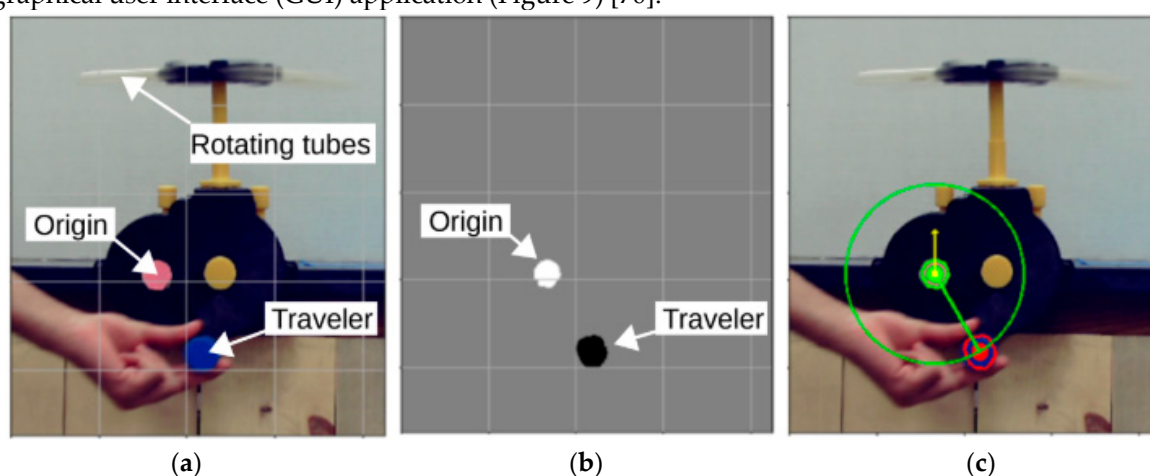 graphical user interface (GUI) application (Figure 9) [70].
Rotating tubes
Origin
Traveler
Origin
Traveler
(a)
(b)
(c)